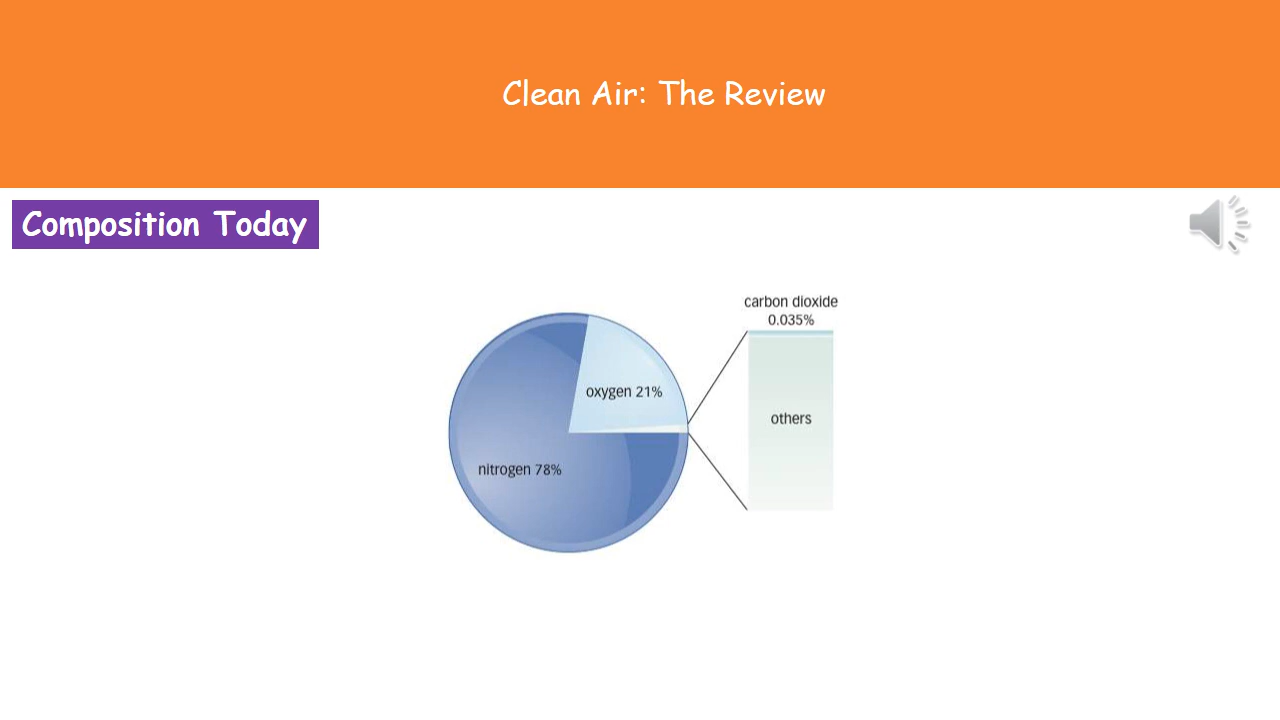 Clean Air: The Review
Composition Today
carbon dioxide
0.035%
oxygen 21%
others
nitrogen 78%